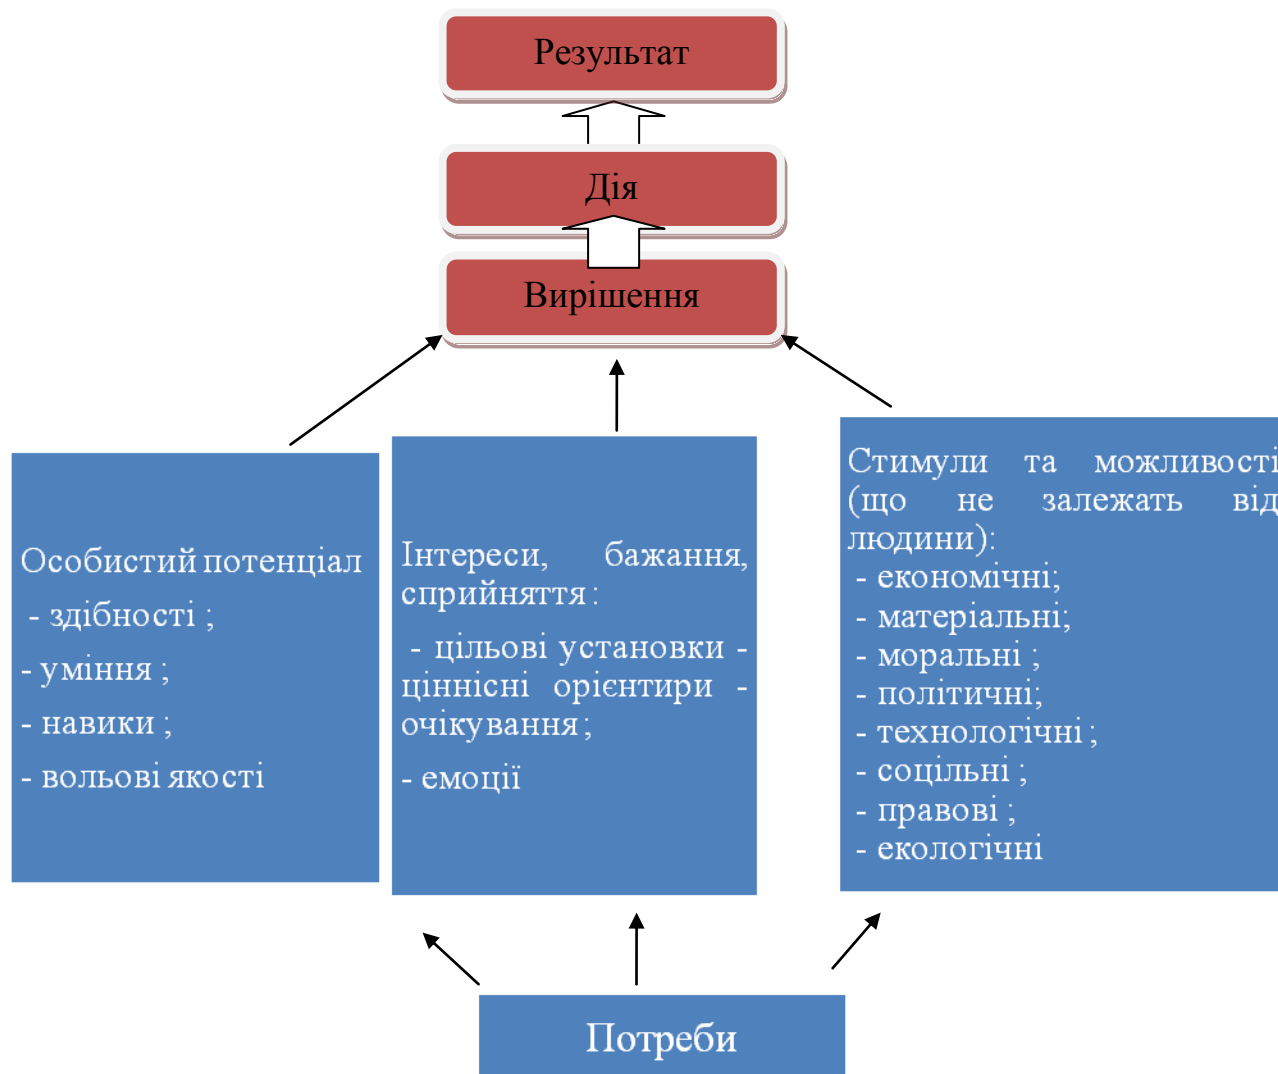 Результат
Дія
Вирішення
Особистий потенціал
- здібності ;
- уміння ;
- навики ;
- вольові якості
Інтереси, бажання,
сприйняття :
- цільові установки -
ціннісні орієнтири -
очікування ;
- емоції
Стимули та можливості
(що не залежать від
людини):
- економічні;
- матеріальні;
- моральні ;
- політичні;
- технологічні ;
- соцільні ;
- правові ;
- екологічні
Потреби